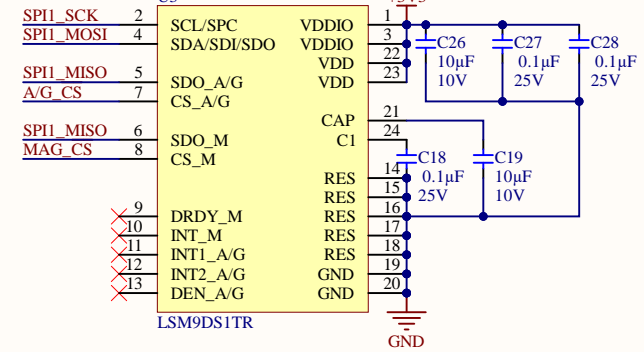 SPI1_SCK 2 SCL/SPC VDDIO 1
SPI1_MOSI 4 SDA/SDI/SDO VDDIO 3
VDD 22
SPI1_MISO 5 SDO_A/G VDD 23
A/G_CS 7 CS_A/G
C26 10µF 10V
C27 0.1µF 25V
C28 0.1µF 25V
CAP 21
SPI1_MISO 6 SDO_M C1 24
MAG_CS 8 CS_M
C18 0.1µF 25V
C19 10µF 10V
RES 14
RES 15
9 DRDY_M RES 16
10 INT_M RES 17
11 INT1_A/G RES 18
12 INT2_A/G GND 19
13 DEN_A/G GND 20
LSM9DS1TR
GND